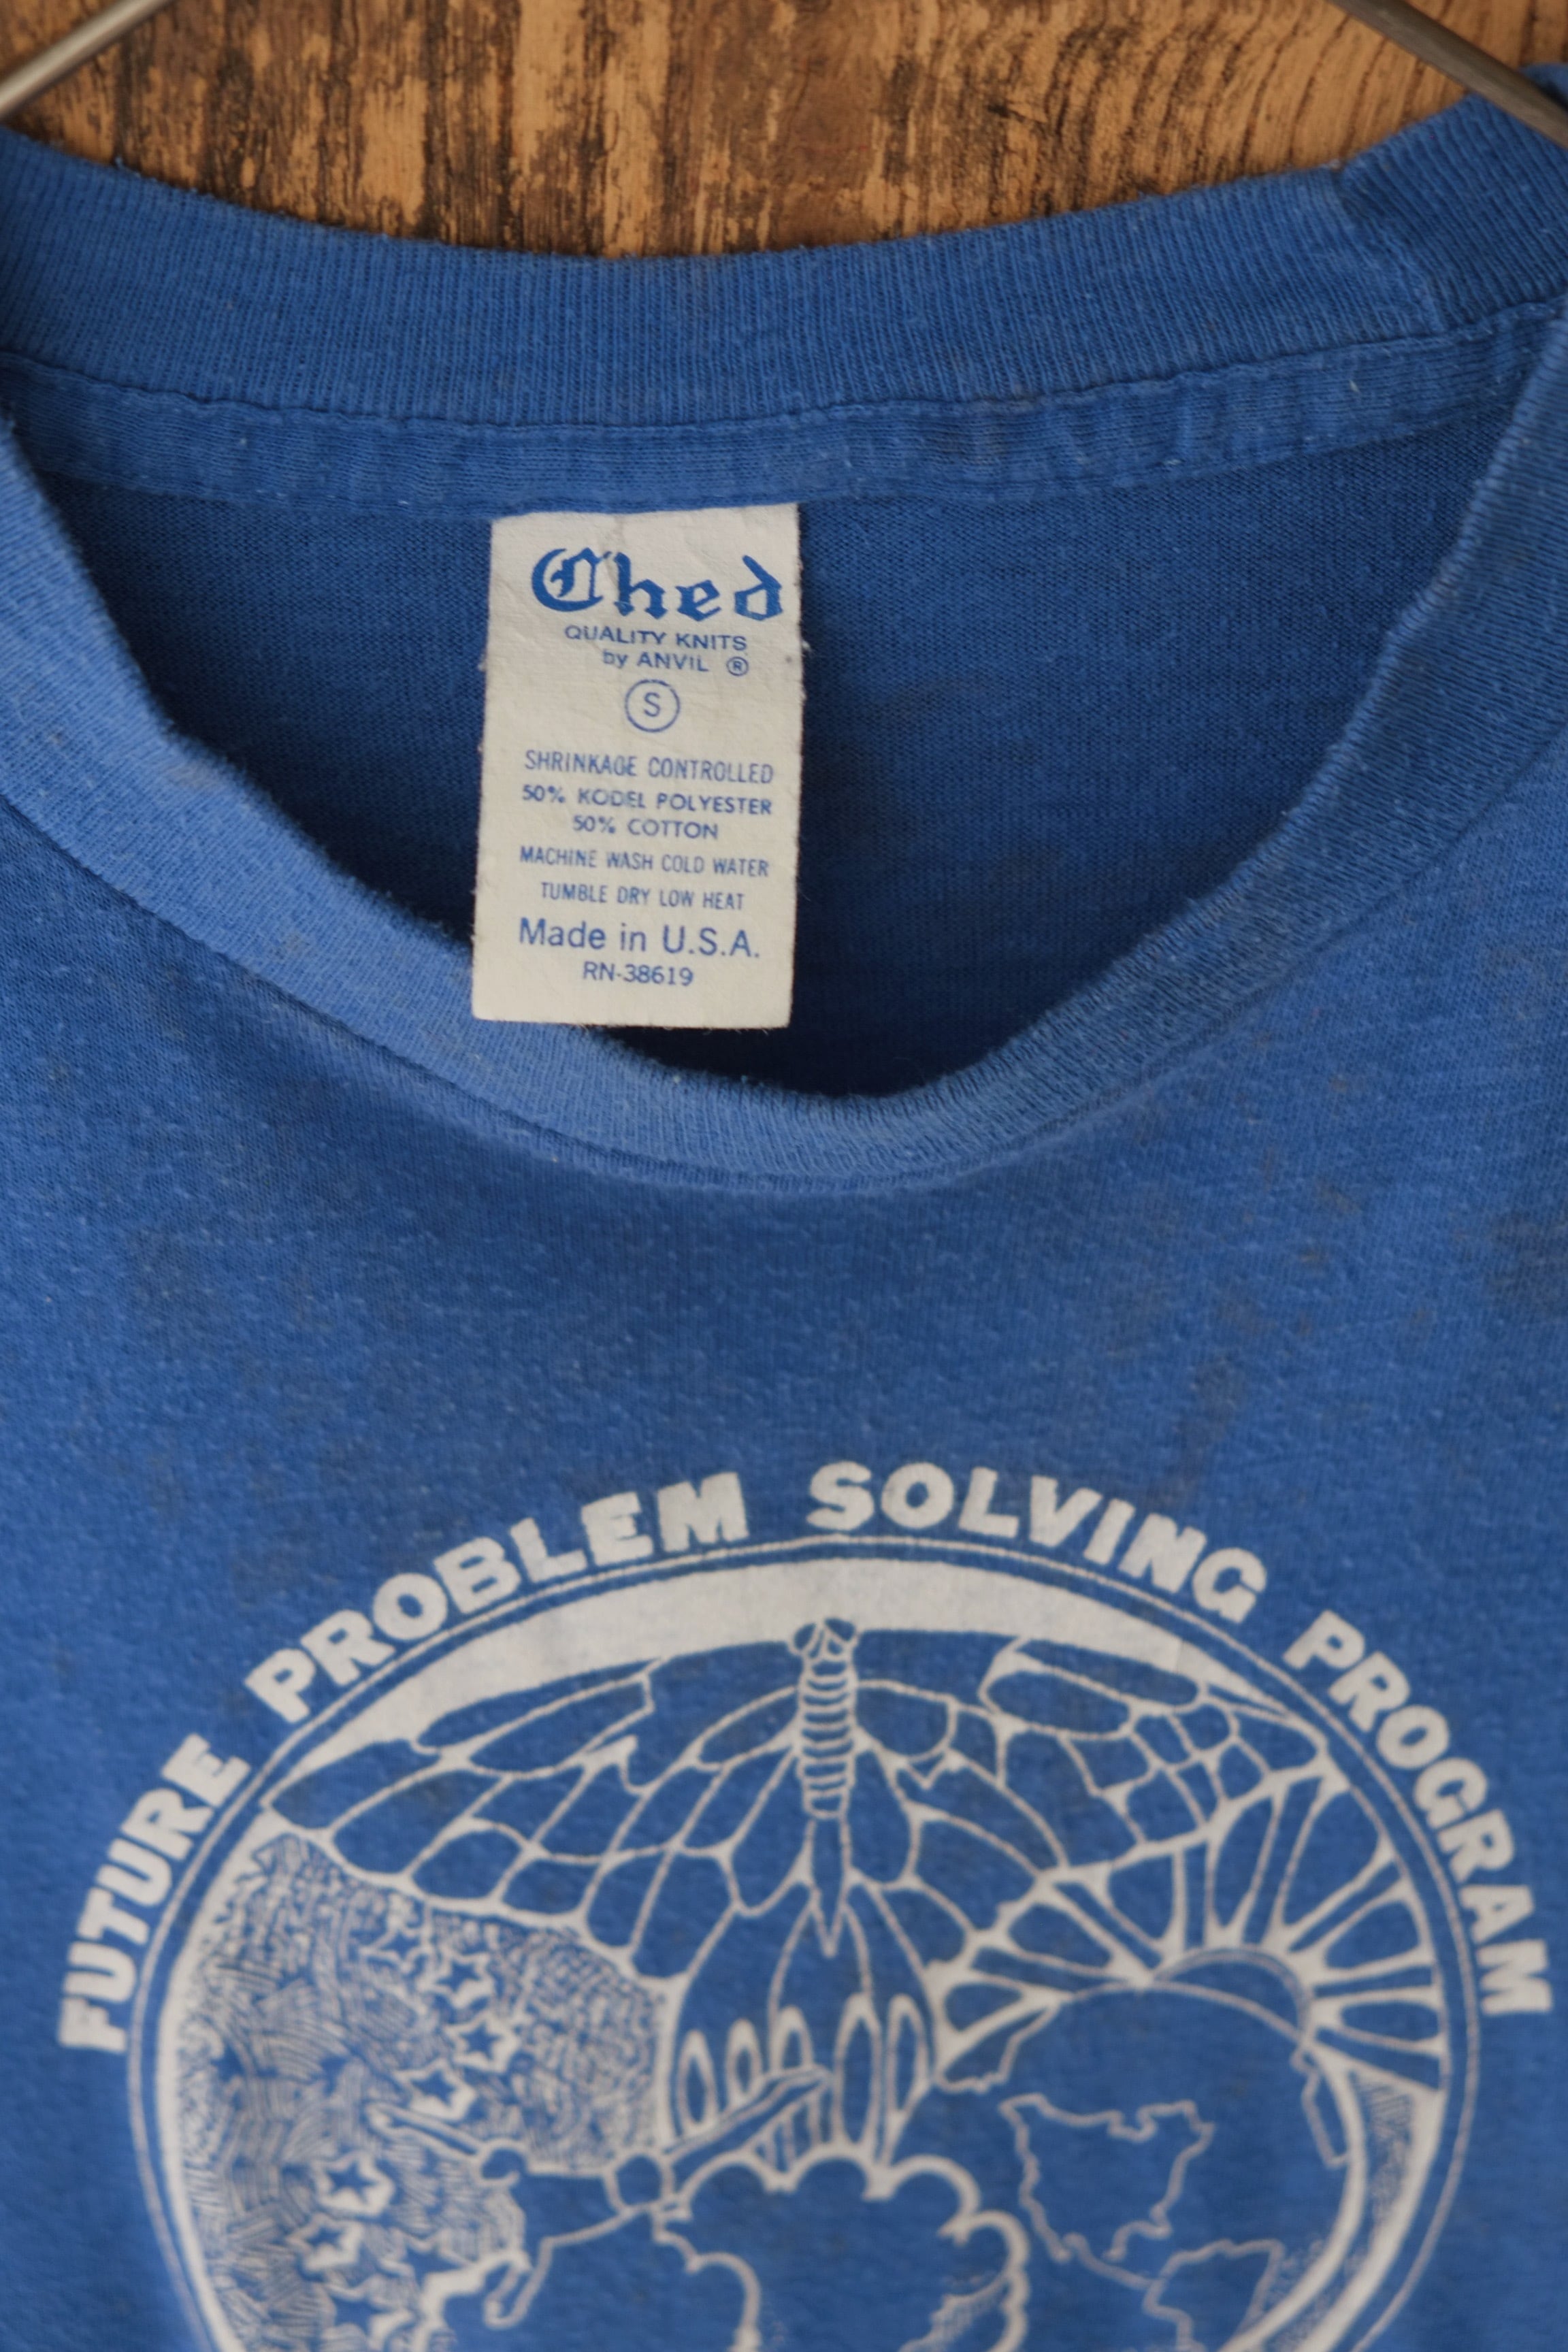 Ched
QUALITY KNITS
by ANVIL ®
S
SHRINKAGE CONTROLLED
50% KODEL POLYESTER
50% COTTON
MACHINE WASH COLD WATER
TUMBLE DRY LOW HEAT
Made in U.S.A.
RN-38619
FUTURE PROBLEM SOLVING PROGRAM